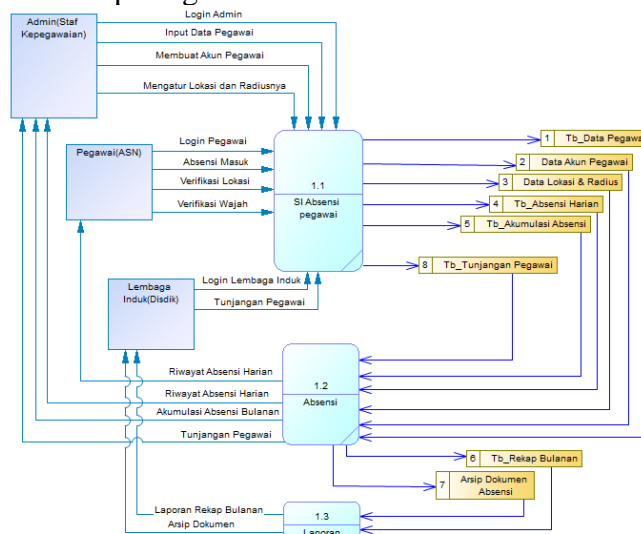 Login Admin
Admin(Staf
Kepegawaian)
Input Data Pegawai
Membuat Akun Pegawai
Mengatur Lokasi dan Radiusnya
Pegawai(ASN)
Login Pegawai
Absensi Masuk
Verifikasi Lokasi
Verifikasi Wajah
1.1
SI Absensi
pegawai
1 Tb_Data Pegawa
2 Data Akun Pegawai
3 Data Lokasi & Radius
4 Tb_Absensi Harian
5 Tb_Akumulasi Absensi
8 Tb_Tunjangan Pegawai
Lembaga
Induk(Disdik)
Login Lembaga Induk
Tunjangan Pegawai
1.2
Absensi
Riwayat Absensi Harian
Riwayat Absensi Harian
Akumulasi Absensi Bulanan
Tunjangan Pegawai
6 Tb_Rekap Bulanan
7 Arsip Dokumen
Absensi
Laporan Rekap Bulanan
Arsip Dokumen
1.3
Laporan